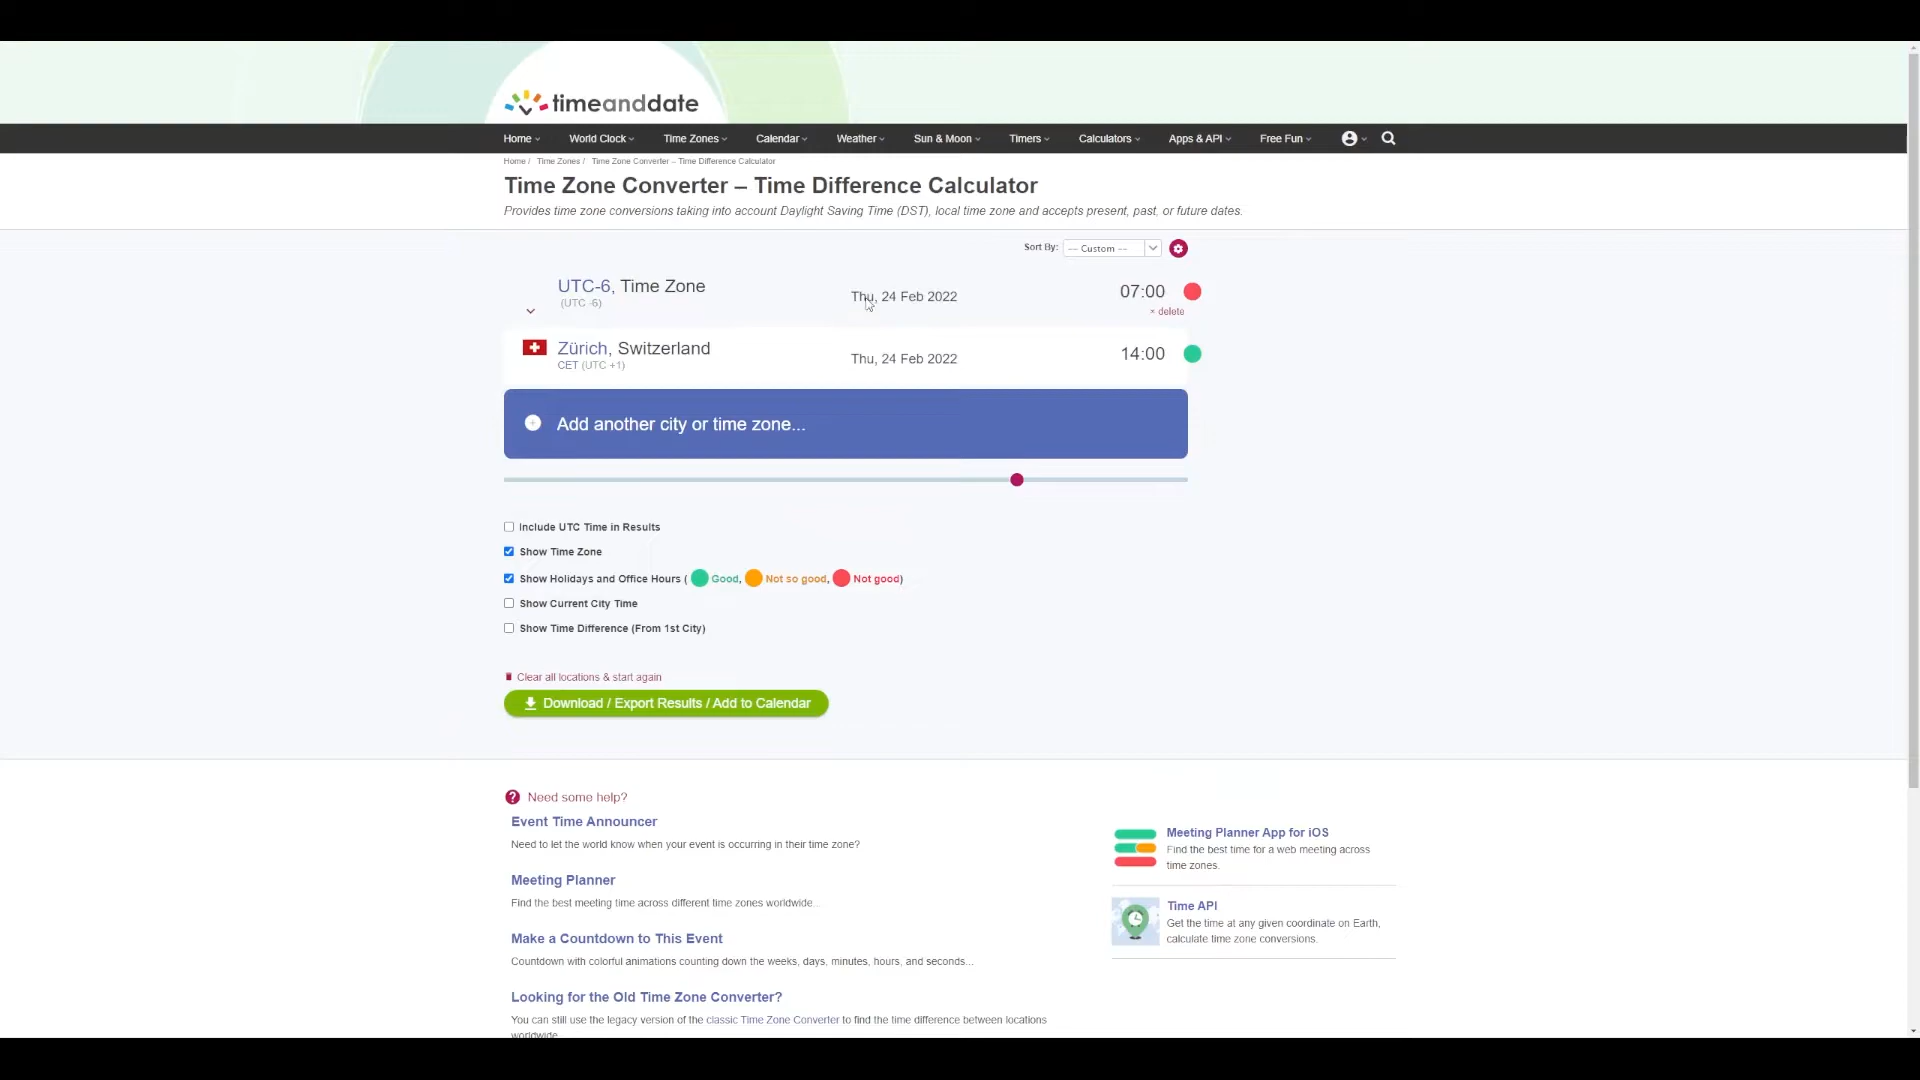 timeanddate
Home World Clock Time Zones Calendar Weather Sun & Moon Timers Calculators Apps & API Free Fun
Home / Time Zones / Time Zone Converter – Time Difference Calculator
Time Zone Converter – Time Difference Calculator
Provides time zone conversions taking into account Daylight Saving Time (DST), local time zone and accepts present, past, or future dates.
Sort By: -- Custom --
UTC-6, Time Zone
(UTC -6)
Thu, 24 Feb 2022
07:00
× delete
Zürich, Switzerland
CET (UTC +1)
Thu, 24 Feb 2022
14:00
Add another city or time zone...
Include UTC Time in Results
Show Time Zone
Show Holidays and Office Hours ( Good, Not so good, Not good)
Show Current City Time
Show Time Difference (From 1st City)
Clear all locations & start again
Download / Export Results / Add to Calendar
? Need some help?
Event Time Announcer
Need to let the world know when your event is occurring in their time zone?
Meeting Planner
Find the best meeting time across different time zones worldwide...
Make a Countdown to This Event
Countdown with colorful animations counting down the weeks, days, minutes, hours, and seconds...
Looking for the Old Time Zone Converter?
You can still use the legacy version of the classic Time Zone Converter to find the time difference between locations
worldwide
Meeting Planner App for iOS
Find the best time for a web meeting across
time zones.
Time API
Get the time at any given coordinate on Earth,
calculate time zone conversions.